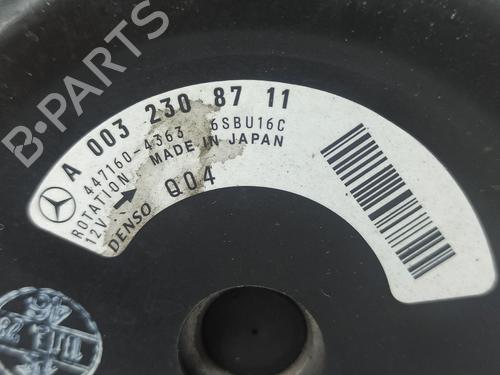 B-PARTS
A 003 230 87 11
447160-4363 6SBU16C
ROTATION MADE IN JAPAN
12V
DENSO Q04